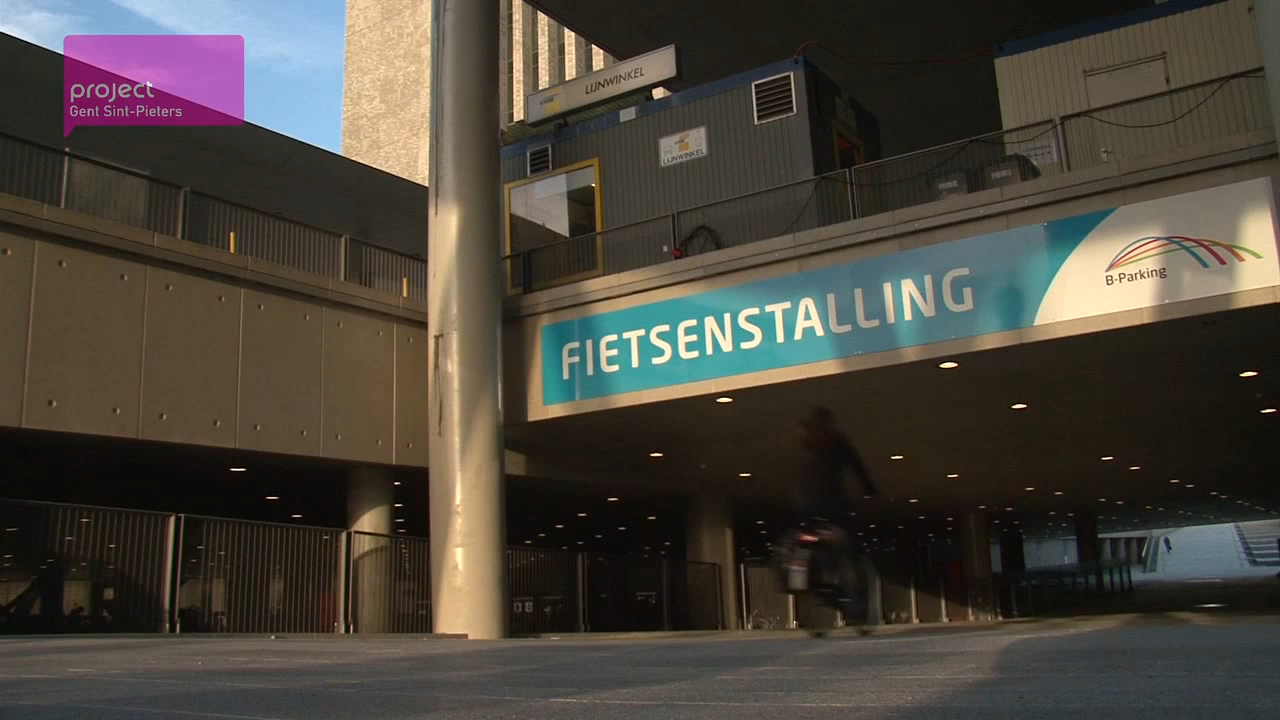 project
Gent Sint-Pieters
LIJNWINKEL
LIJNWINKEL
FIETSENSTALLING
B-Parking